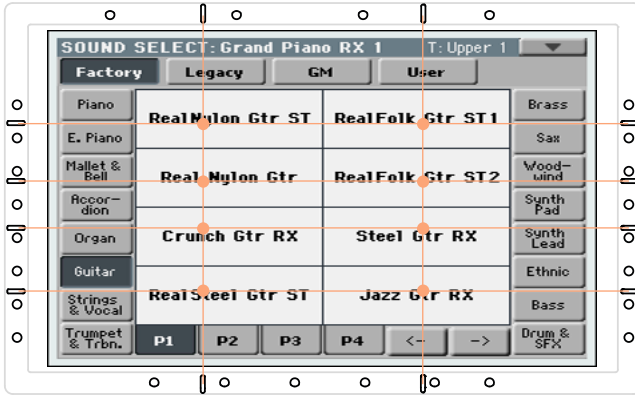 SOUND SELECT: Grand Piano RX 1 T: Upper 1
Factory Legacy GM User
Piano
E. Piano
Mallet &
Bell
Accor-
dion
Organ
Guitar
Strings
& Vocal
Trumpet
& Trbn.
RealNylon Gtr ST RealFolk Gtr ST1
Real Nylon Gtr RealFolk Gtr ST2
Crunch Gtr RX Steel Gtr RX
RealSteel Gtr ST Jazz Gtr RX
P1 P2 P3 P4 <- ->
Brass
Sax
Wood-
wind
Synth
Pad
Synth
Lead
Ethnic
Bass
Drum &
SFX